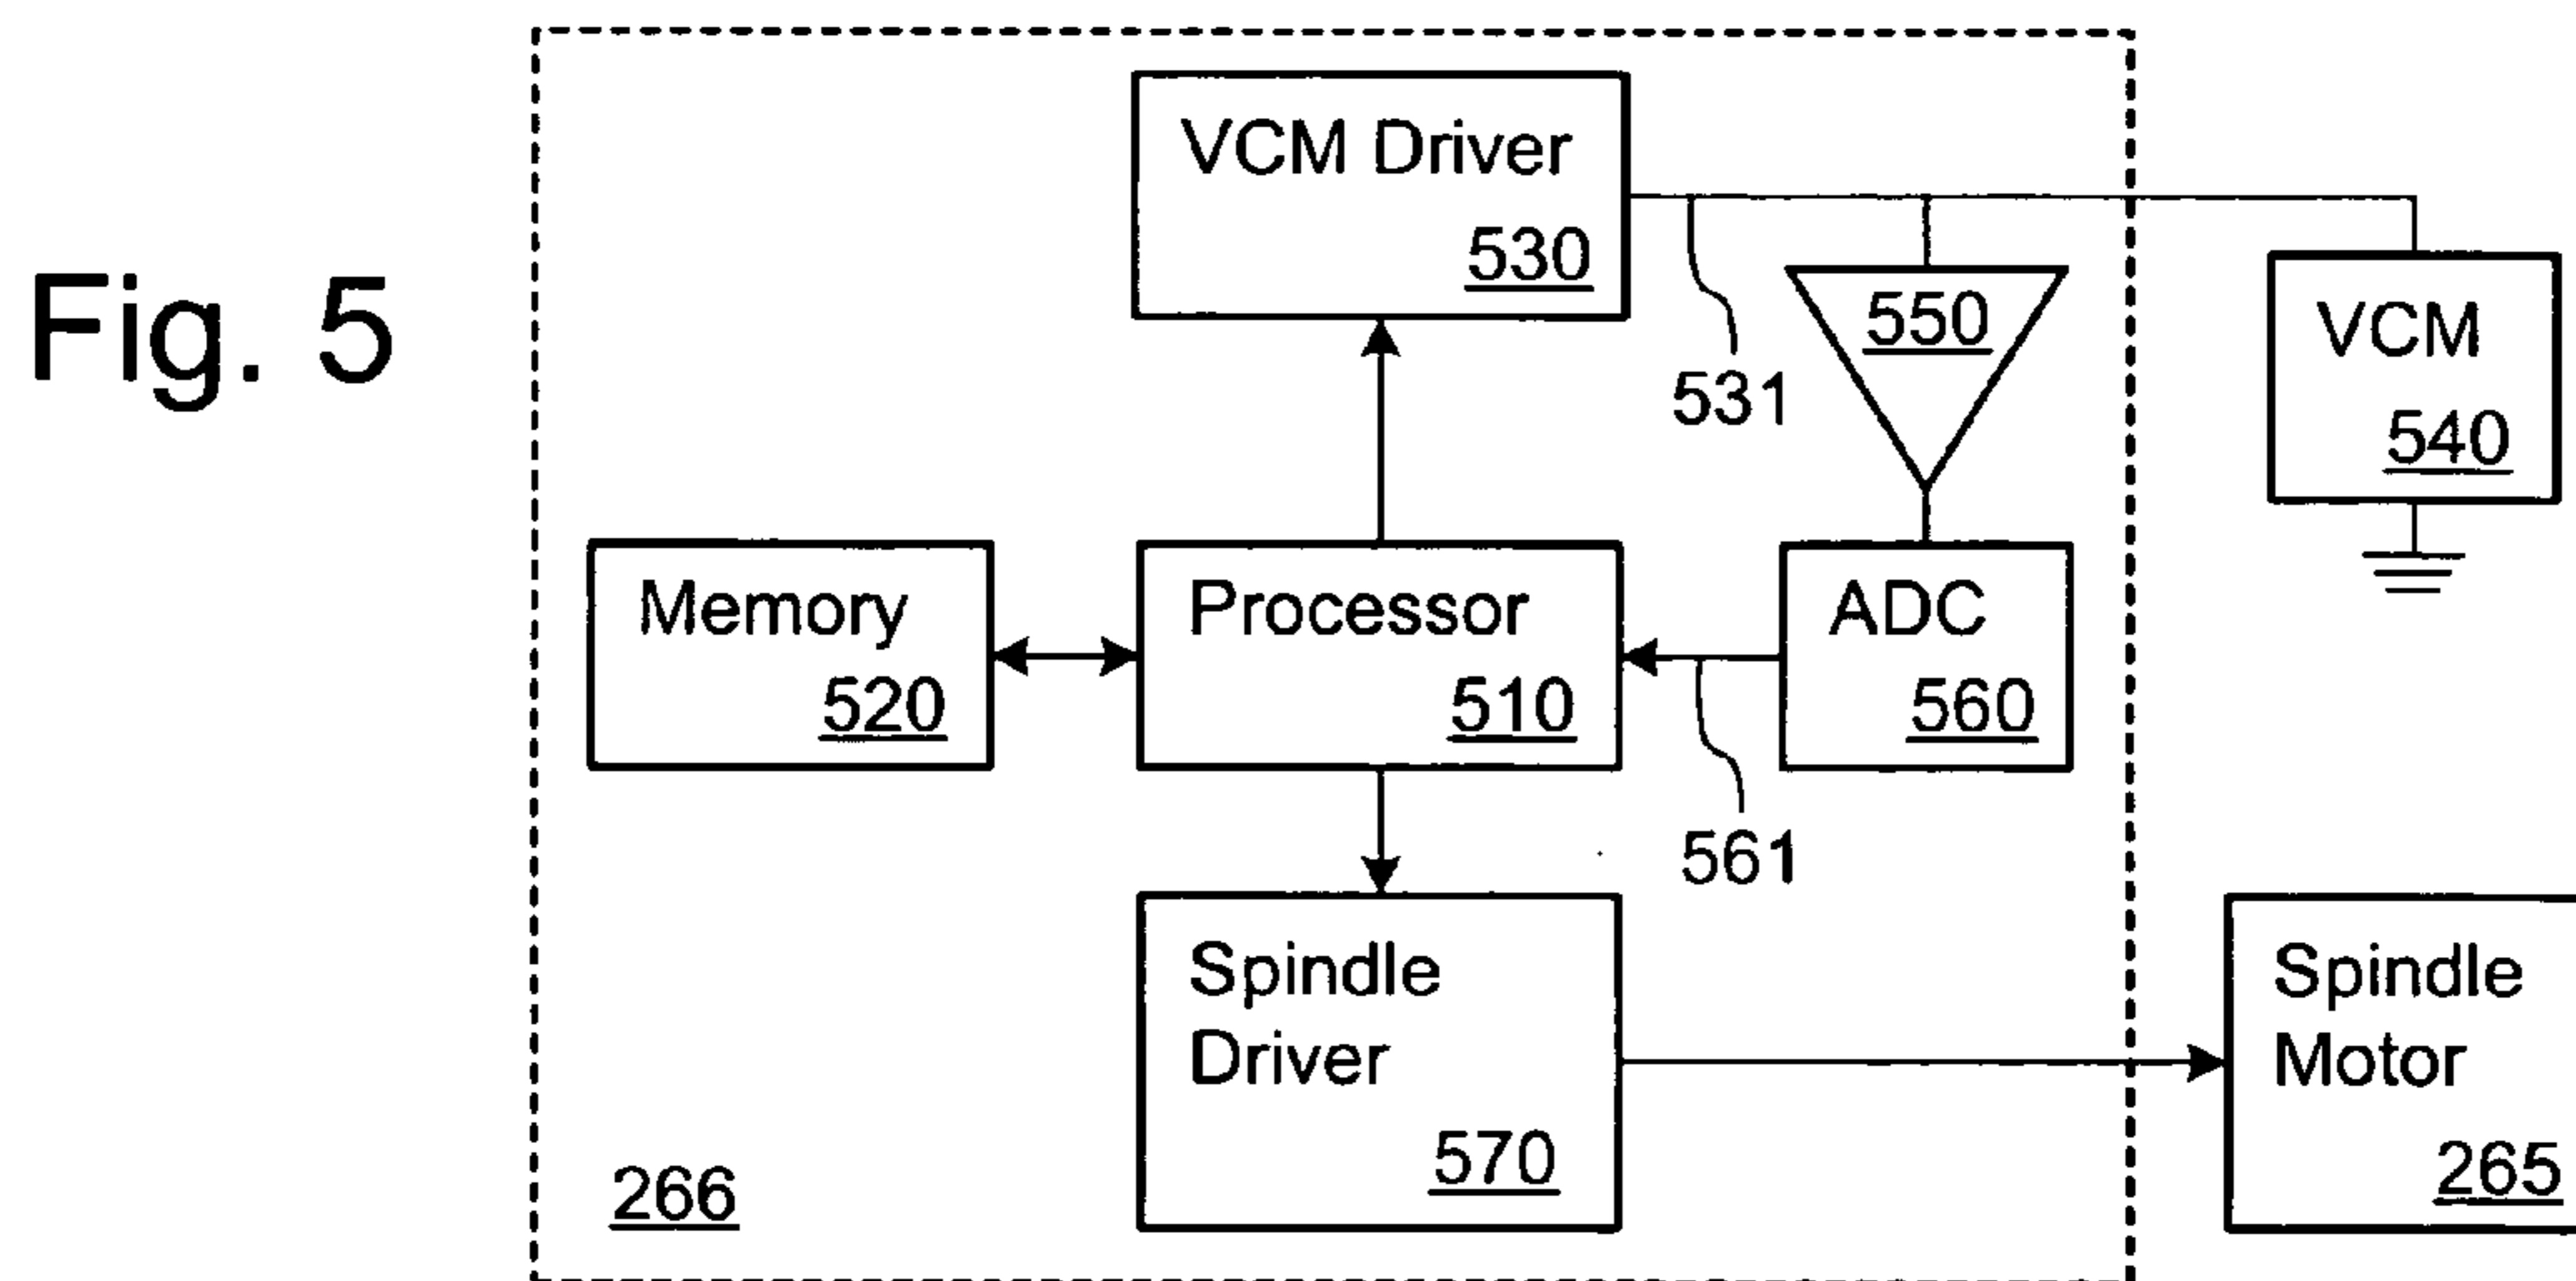 Fig. 5
VCM Driver
530
531
550
VCM
540
Memory
520
Processor
510
ADC
560
561
Spindle
Driver
570
Spindle
Motor
265
266